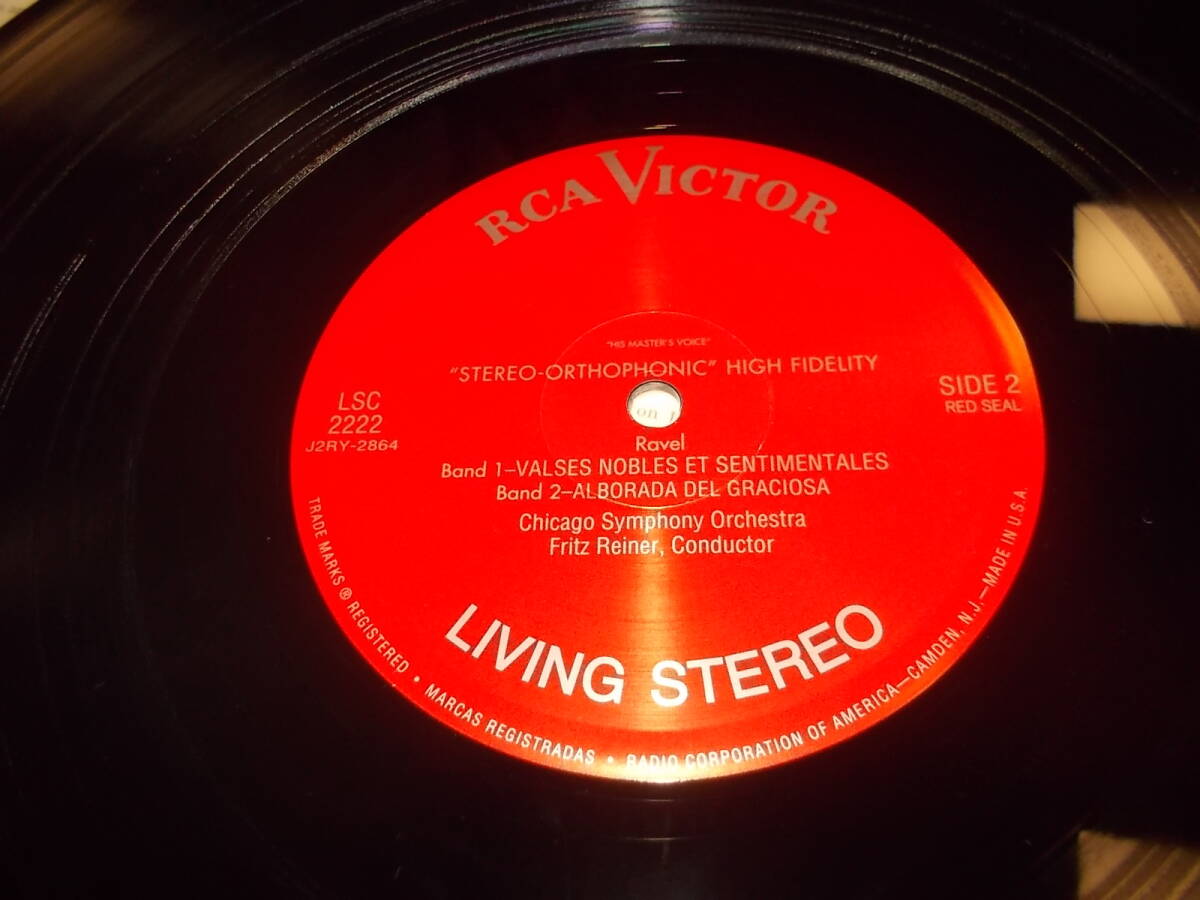 RCA VICTOR
"HIS MASTER'S VOICE"
"STEREO-ORTHOPHONIC" HIGH FIDELITY
LSC
2222
J2RY-2864
SIDE 2
RED SEAL
on
Ravel
Band 1–VALSES NOBLES ET SENTIMENTALES
Band 2–ALBORADA DEL GRACIOSA
Chicago Symphony Orchestra
Fritz Reiner, Conductor
LIVING STEREO
TRADE MARKS ® REGISTERED • MARCAS REGISTRADAS • RADIO CORPORATION OF AMERICA—CAMDEN, N.J.—MADE IN U.S.A.